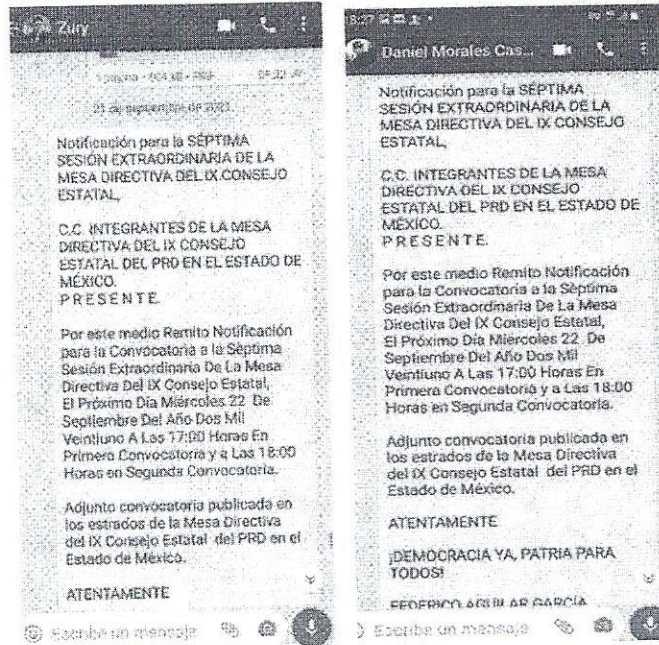 Zury
1 página
21 de septiembre de 2021
Notificación para la SÉPTIMA
SESIÓN EXTRAORDINARIA DE LA
MESA DIRECTIVA DEL IX CONSEJO
ESTATAL,
C.C. INTEGRANTES DE LA MESA
DIRECTIVA DEL IX CONSEJO
ESTATAL DEL PRD EN EL ESTADO DE
MÉXICO.
P R E S E N T E.
Por este medio Remito Notificación
para la Convocatoria a la Séptima
Sesión Extraordinaria De La Mesa
Directiva Del IX Consejo Estatal,
El Próximo Día Miércoles 22 De
Septiembre Del Año Dos Mil
Veintiuno A Las 17:00 Horas En
Primera Convocatoria y a Las 18:00
Horas en Segunda Convocatoria.
Adjunto convocatoria publicada en
los estrados de la Mesa Directiva
del IX Consejo Estatal del PRD en el
Estado de México.
ATENTAMENTE
Escribe un mensaje
8:27
Daniel Morales Cas...
Notificación para la SÉPTIMA
SESIÓN EXTRAORDINARIA DE LA
MESA DIRECTIVA DEL IX CONSEJO
ESTATAL,
C.C. INTEGRANTES DE LA MESA
DIRECTIVA DEL IX CONSEJO
ESTATAL DEL PRD EN EL ESTADO DE
MÉXICO.
P R E S E N T E.
Por este medio Remito Notificación
para la Convocatoria a la Séptima
Sesión Extraordinaria De La Mesa
Directiva Del IX Consejo Estatal,
El Próximo Día Miércoles 22 De
Septiembre Del Año Dos Mil
Veintiuno A Las 17:00 Horas En
Primera Convocatoria y a Las 18:00
Horas en Segunda Convocatoria.
Adjunto convocatoria publicada en
los estrados de la Mesa Directiva
del IX Consejo Estatal del PRD en el
Estado de México.
ATENTAMENTE
¡DEMOCRACIA YA, PATRIA PARA
TODOS!
FEDERICO AGUILAR GARCÍA
Escribe un mensaje